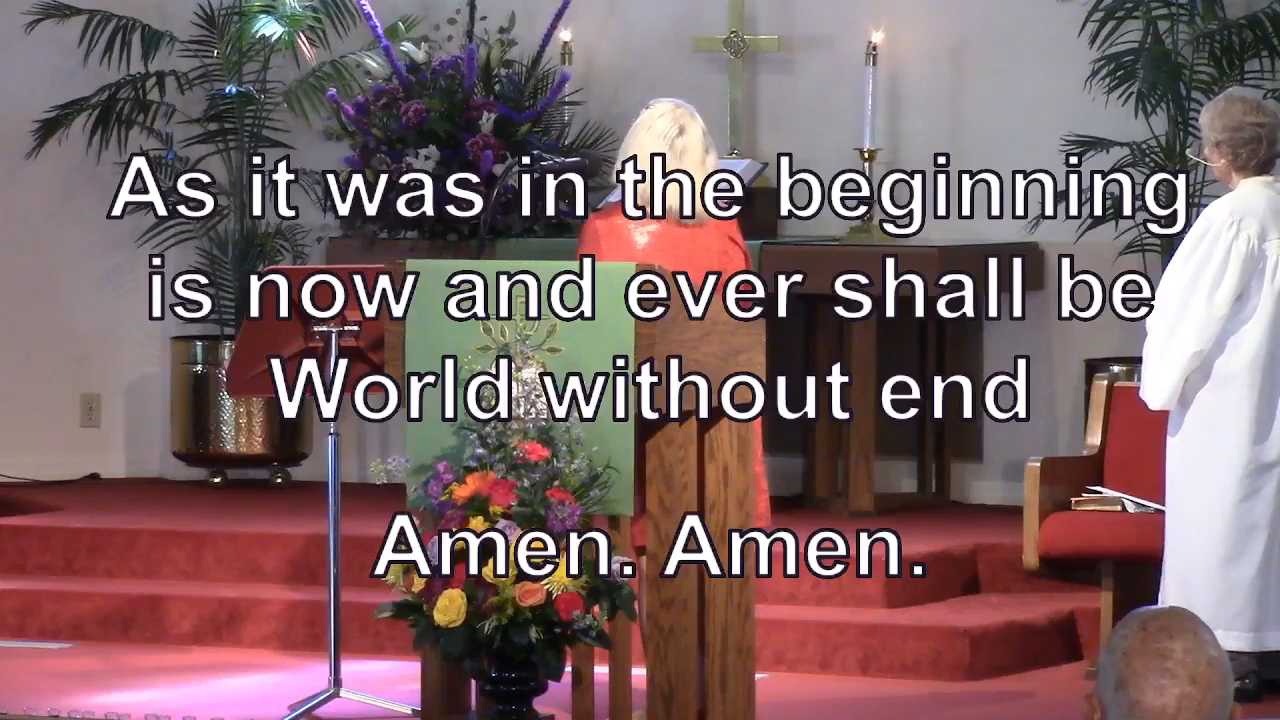 As it was in the beginning
is now and ever shall be
World without end
Amen. Amen.